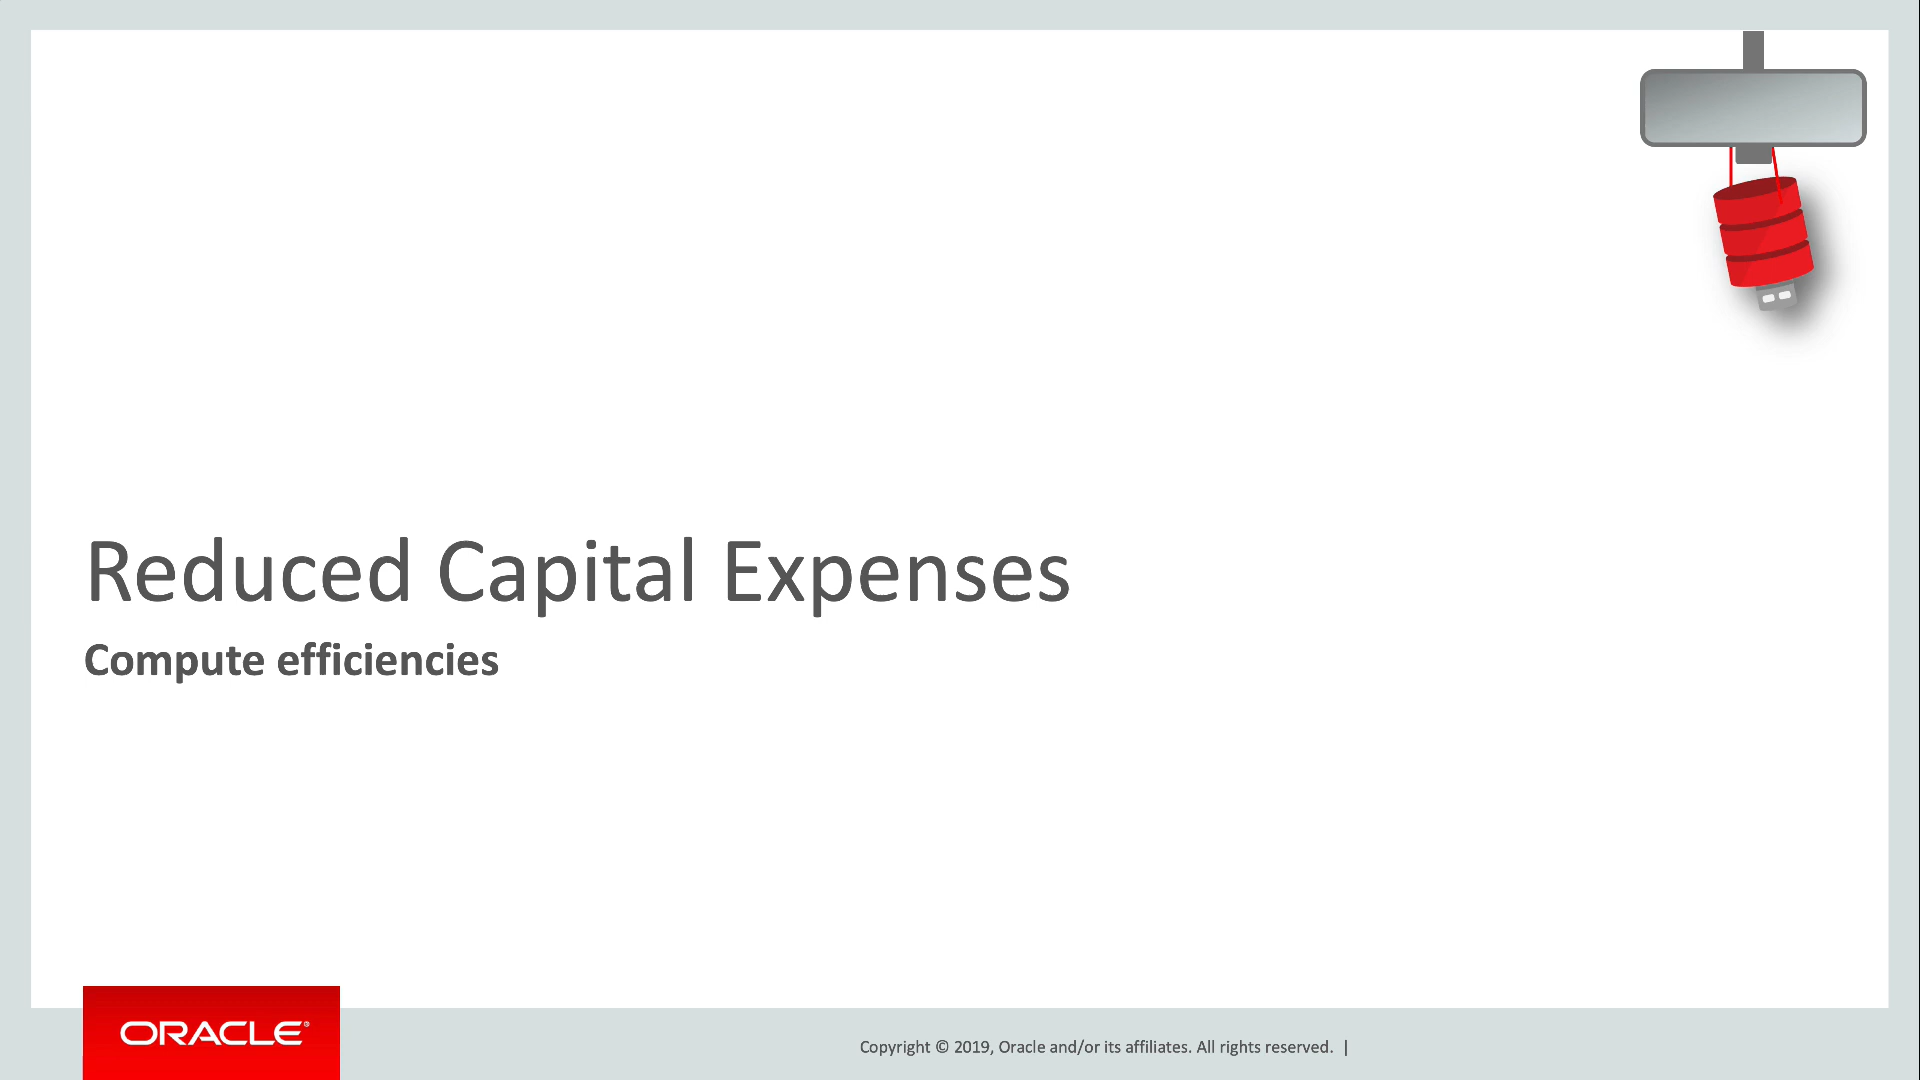 Reduced Capital Expenses
Compute efficiencies
ORACLE®
Copyright © 2019, Oracle and/or its affiliates. All rights reserved. |